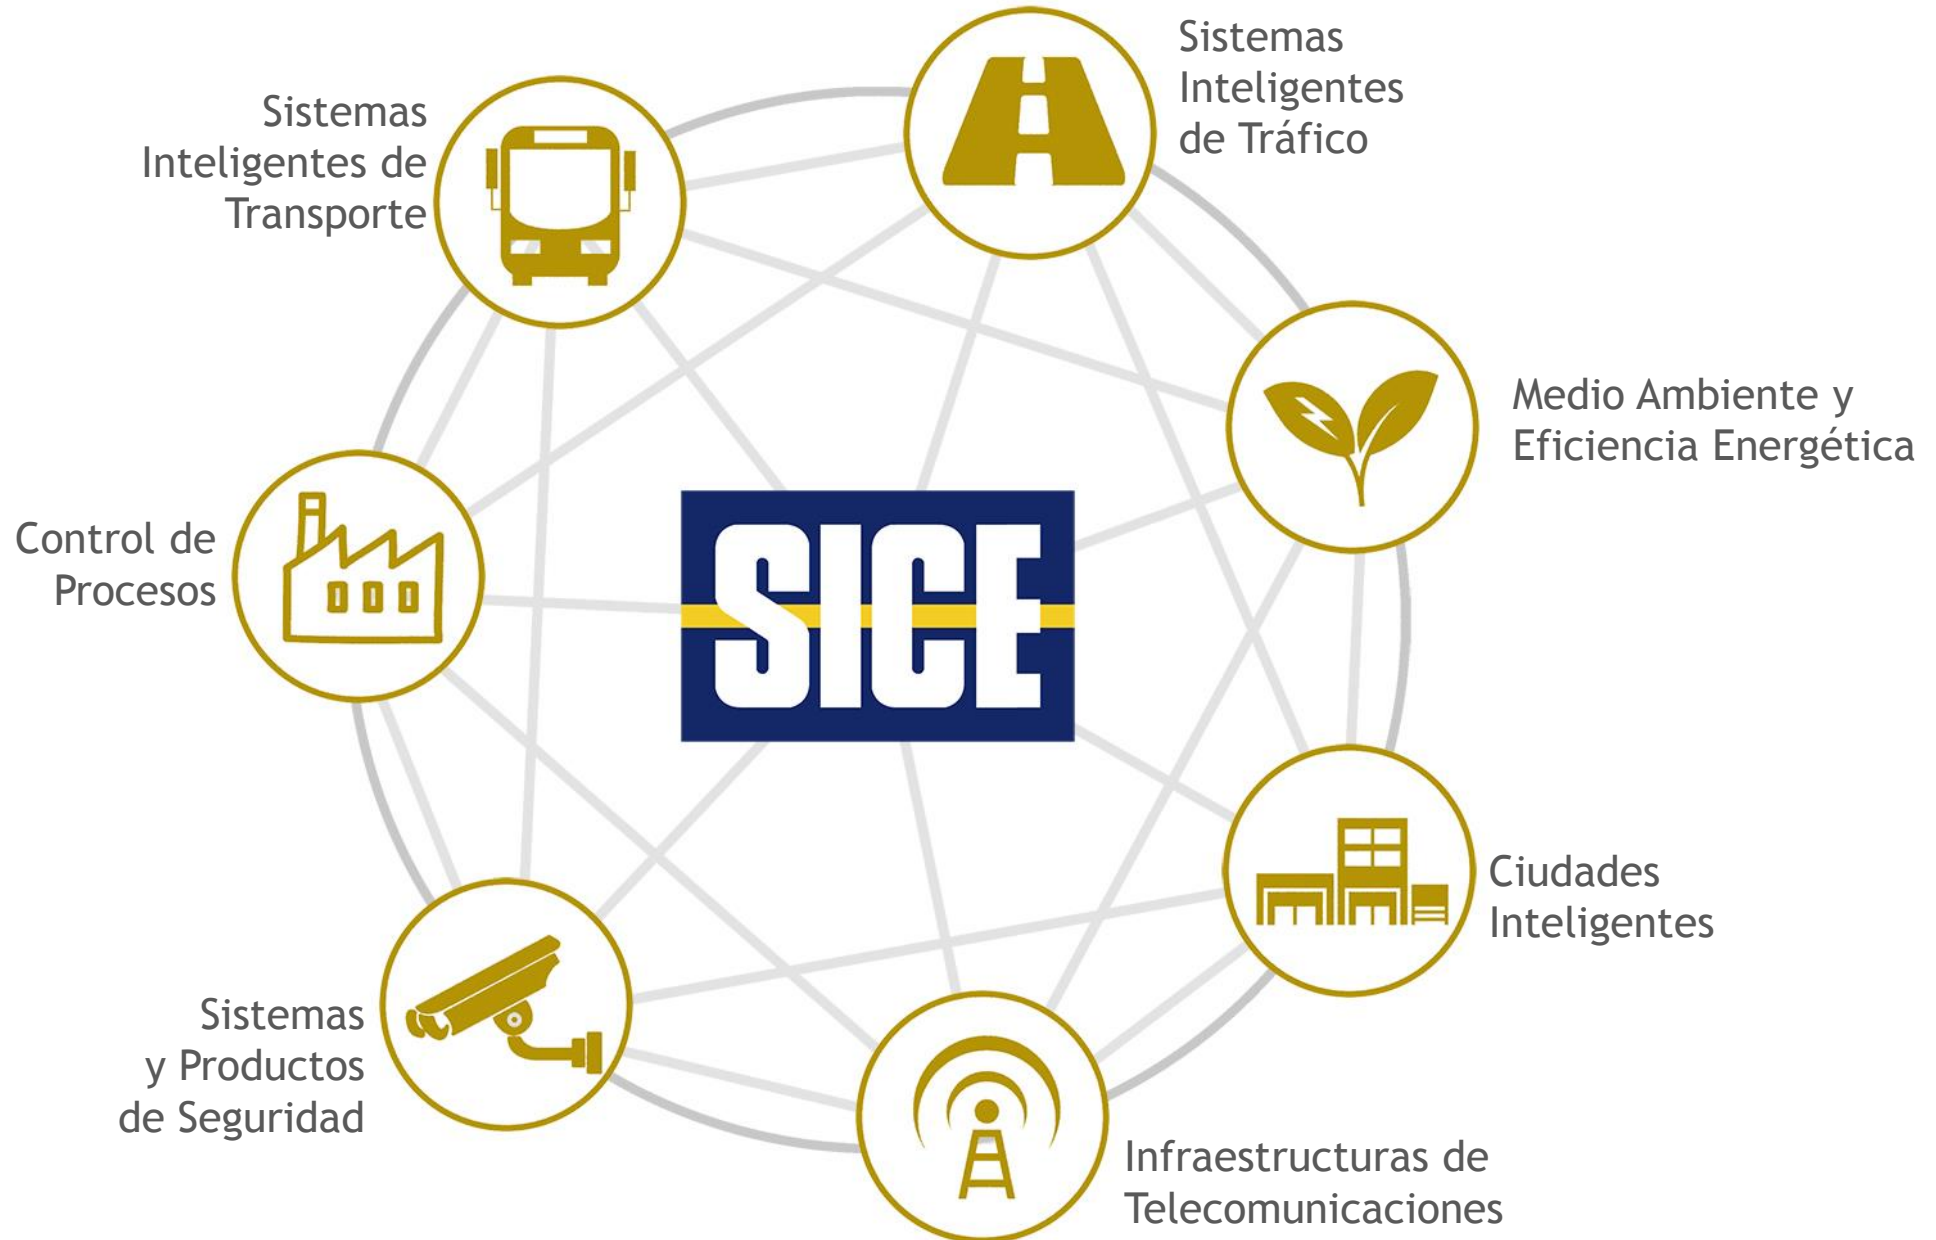 Sistemas
Inteligentes
de Tráfico
Sistemas
Inteligentes de
Transporte
Medio Ambiente y
Eficiencia Energética
Control de
Procesos
SICE
Ciudades
Inteligentes
Sistemas
y Productos
de Seguridad
Infraestructuras de
Telecomunicaciones